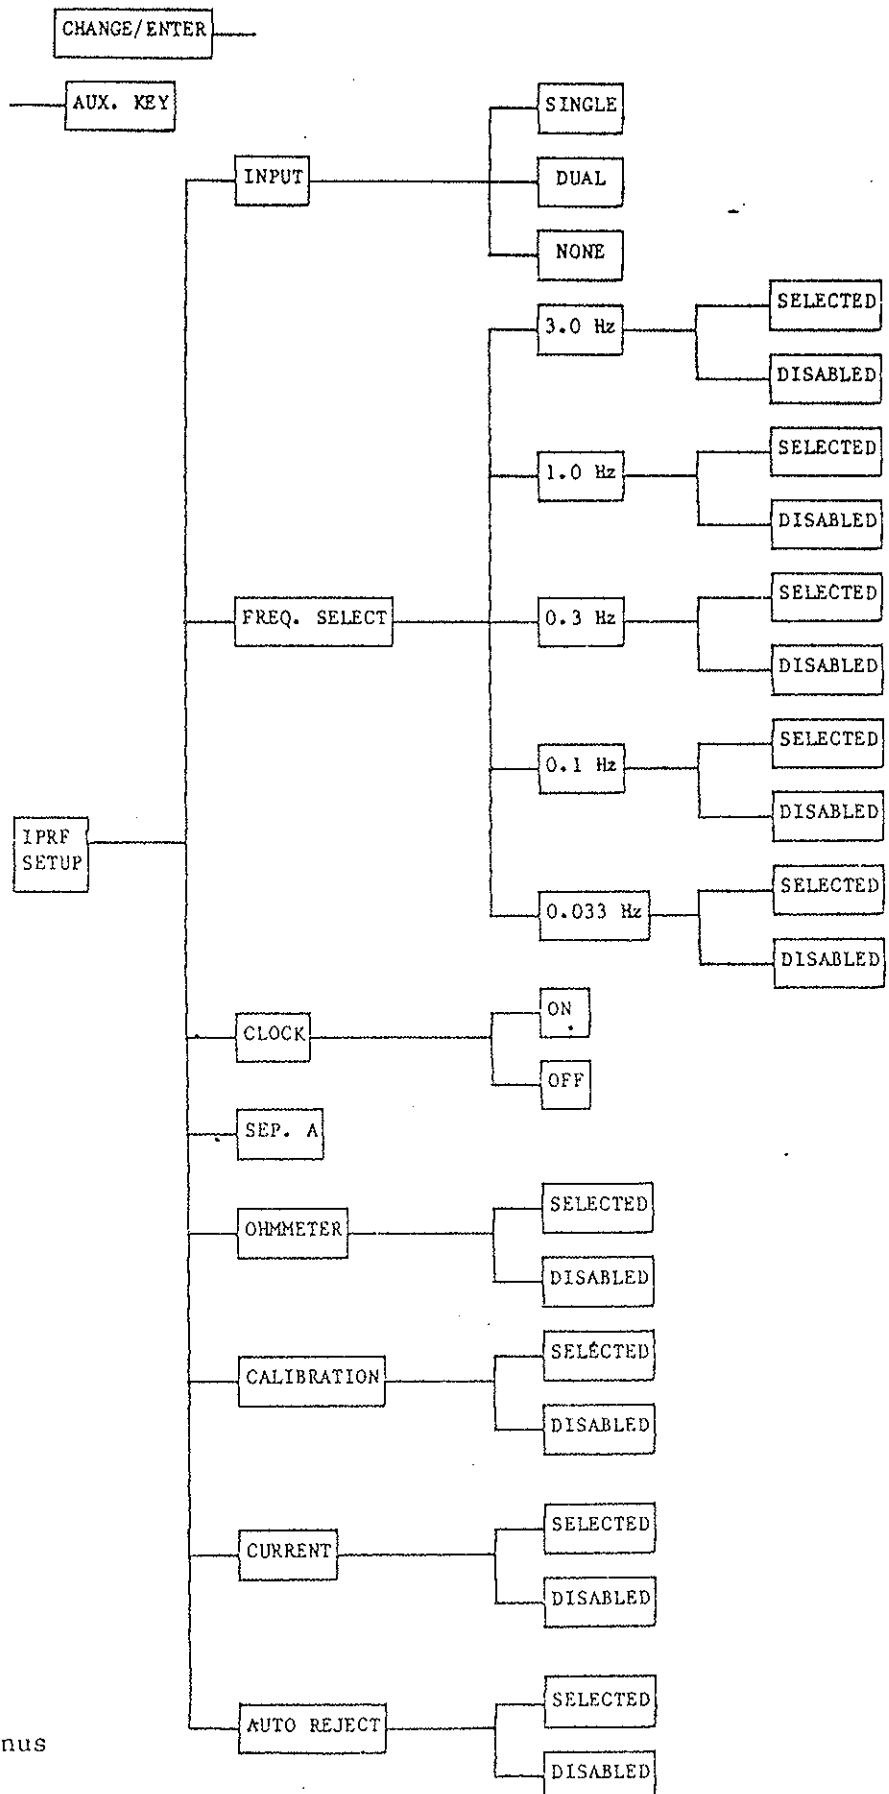 CHANGE/ENTER
AUX. KEY
SINGLE
INPUT
DUAL
NONE
SELECTED
3.0 Hz
DISABLED
SELECTED
1.0 Hz
DISABLED
SELECTED
FREQ. SELECT
0.3 Hz
DISABLED
SELECTED
0.1 Hz
DISABLED
IPRF
SETUP
SELECTED
0.033 Hz
DISABLED
ON
CLOCK
OFF
SEP. A
SELECTED
OHMMETER
DISABLED
SELECTED
CALIBRATION
DISABLED
SELECTED
CURRENT
DISABLED
SELECTED
AUTO REJECT
nus
DISABLED